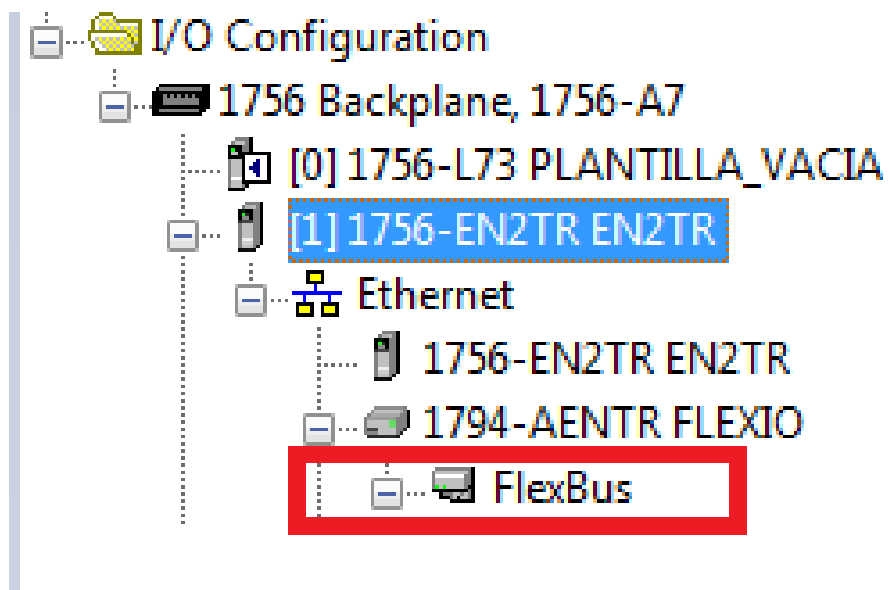 I/O Configuration
1756 Backplane, 1756-A7
[0] 1756-L73 PLANTILLA_VACIA
[1] 1756-EN2TR EN2TR
Ethernet
1756-EN2TR EN2TR
1794-AENTR FLEXIO
FlexBus